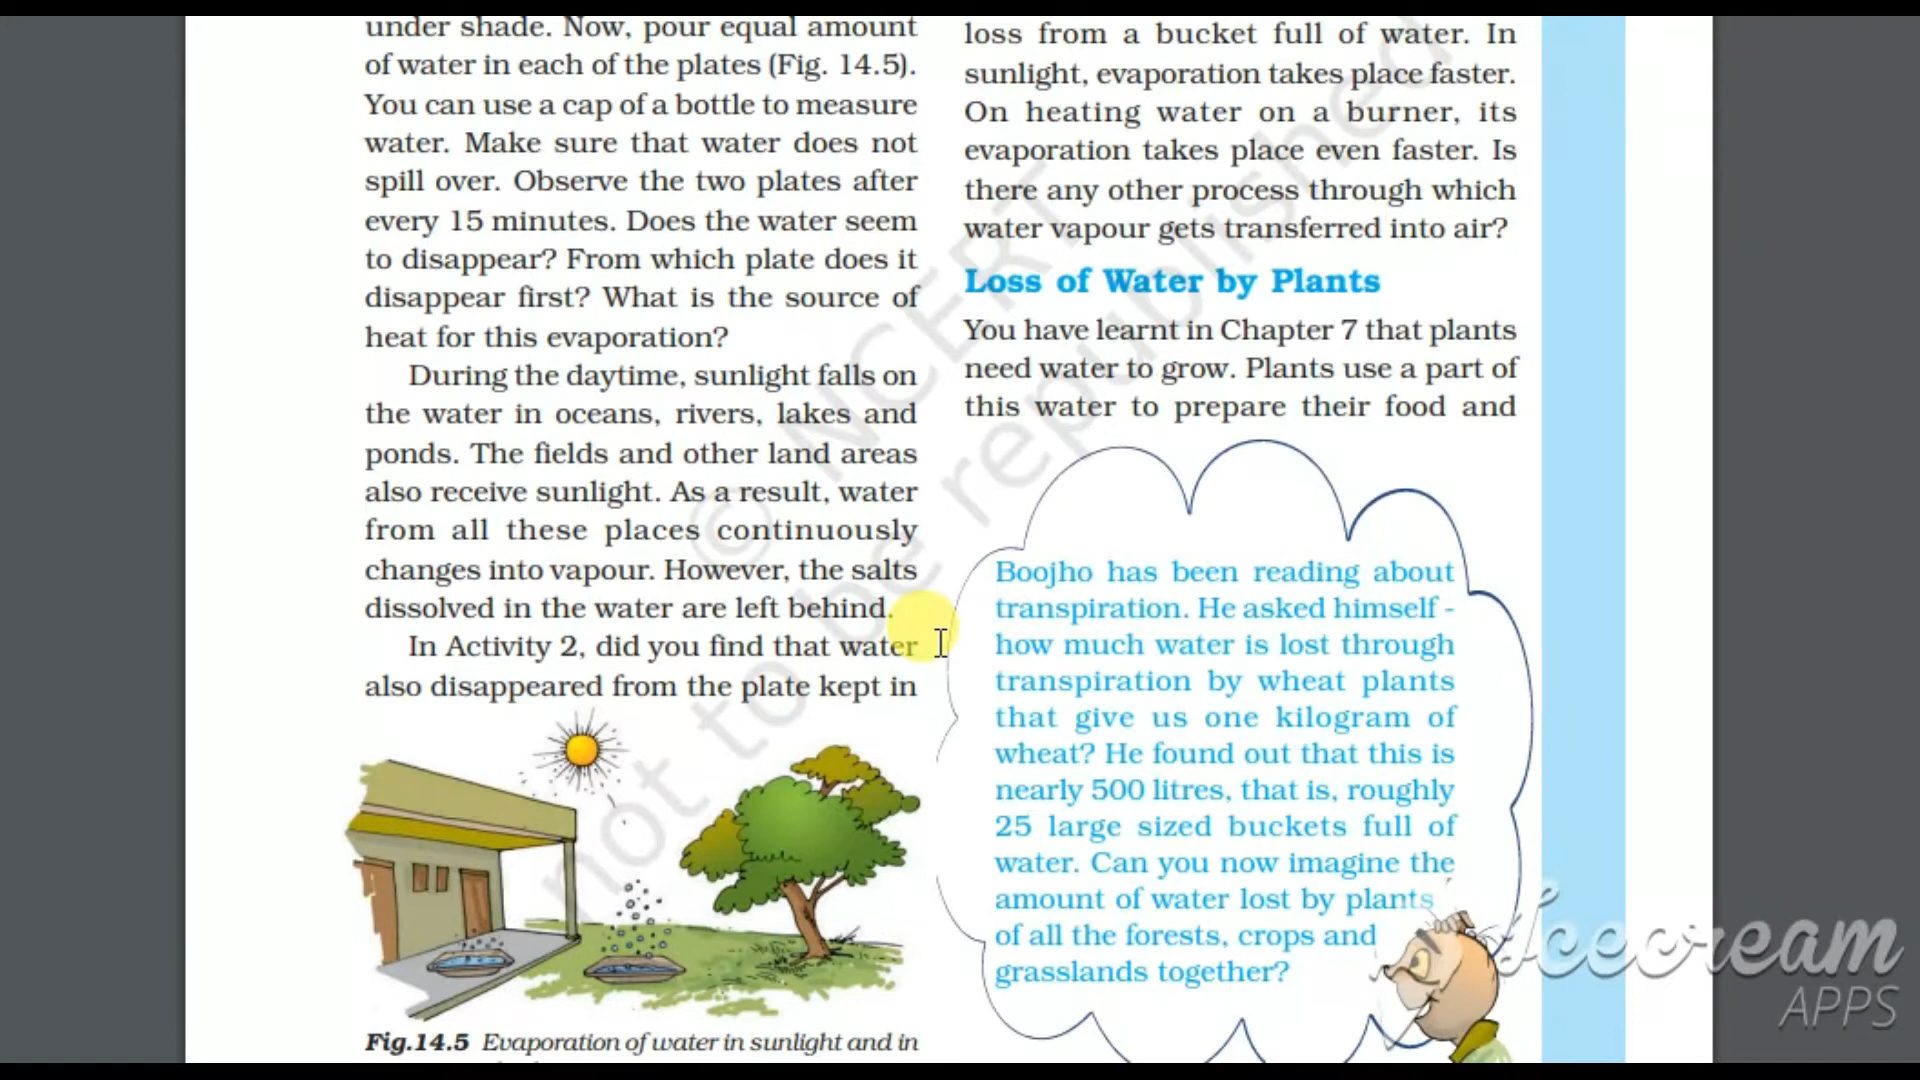 under shade. Now, pour equal amount
of water in each of the plates (Fig. 14.5).
You can use a cap of a bottle to measure
water. Make sure that water does not
spill over. Observe the two plates after
every 15 minutes. Does the water seem
to disappear? From which plate does it
disappear first? What is the source of
heat for this evaporation?
During the daytime, sunlight falls on
the water in oceans, rivers, lakes and
ponds. The fields and other land areas
also receive sunlight. As a result, water
from all these places continuously
changes into vapour. However, the salts
dissolved in the water are left behind.
In Activity 2, did you find that water
also disappeared from the plate kept in
Fig.14.5 Evaporation of water in sunlight and in
loss from a bucket full of water. In
sunlight, evaporation takes place faster.
On heating water on a burner, its
evaporation takes place even faster. Is
there any other process through which
water vapour gets transferred into air?
Loss of Water by Plants
You have learnt in Chapter 7 that plants
need water to grow. Plants use a part of
this water to prepare their food and
Boojho has been reading about
transpiration. He asked himself -
how much water is lost through
transpiration by wheat plants
that give us one kilogram of
wheat? He found out that this is
nearly 500 litres, that is, roughly
25 large sized buckets full of
water. Can you now imagine the
amount of water lost by plants
of all the forests, crops and
grasslands together?
© NCERT
not to be republished
Icecream
APPS